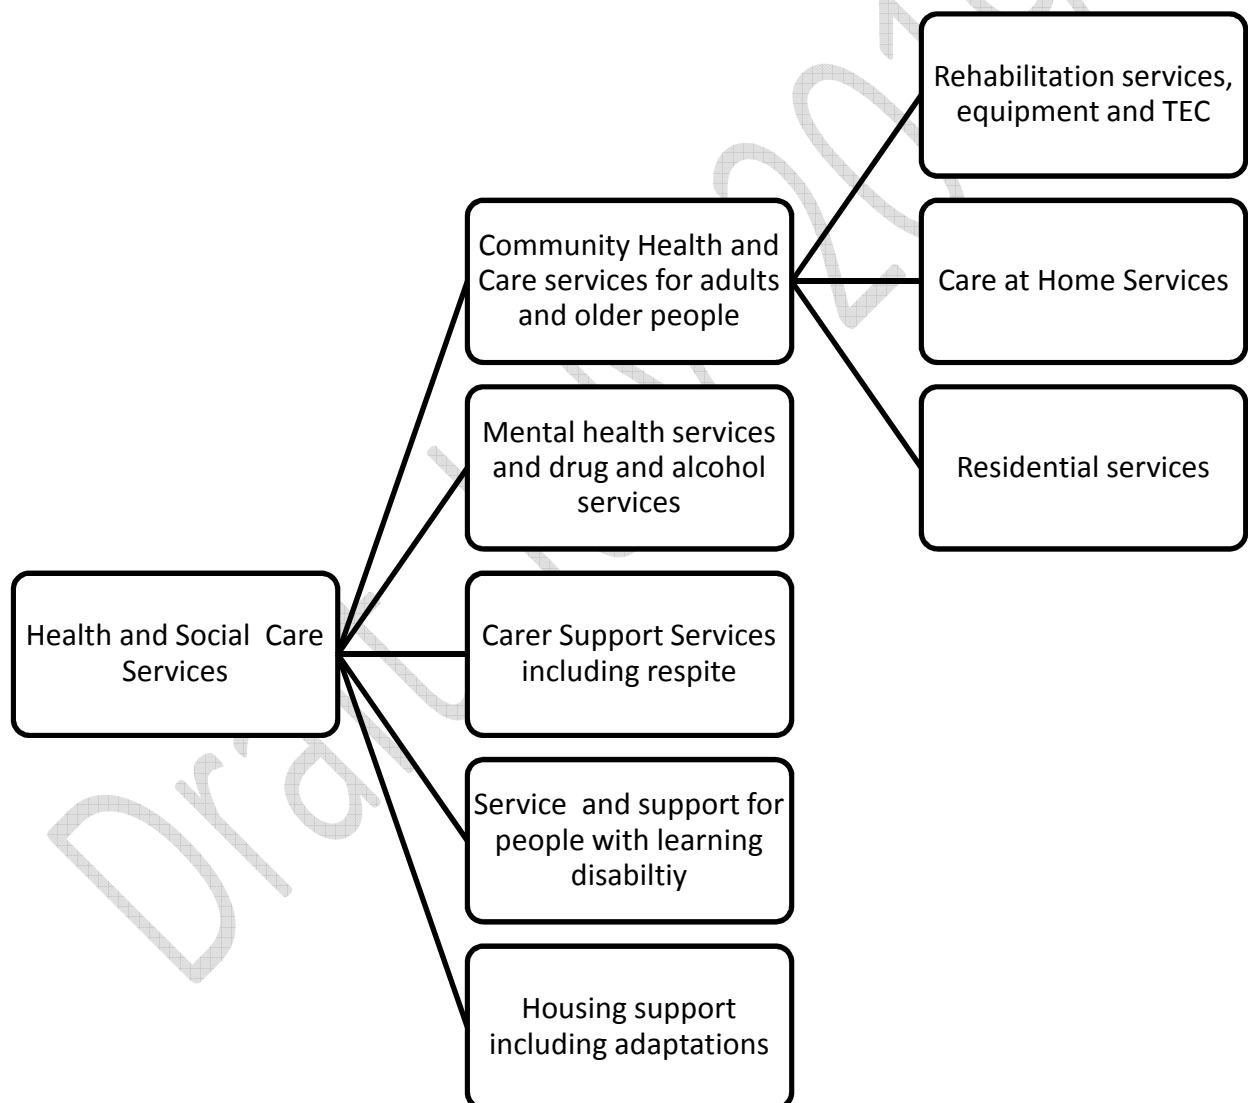 Health and Social Care
Services
Community Health and
Care services for adults
and older people
Rehabilitation services,
equipment and TEC
Care at Home Services
Residential services
Mental health services
and drug and alcohol
services
Carer Support Services
including respite
Service and support for
people with learning
disabiltiy
Housing support
including adaptations
Draft